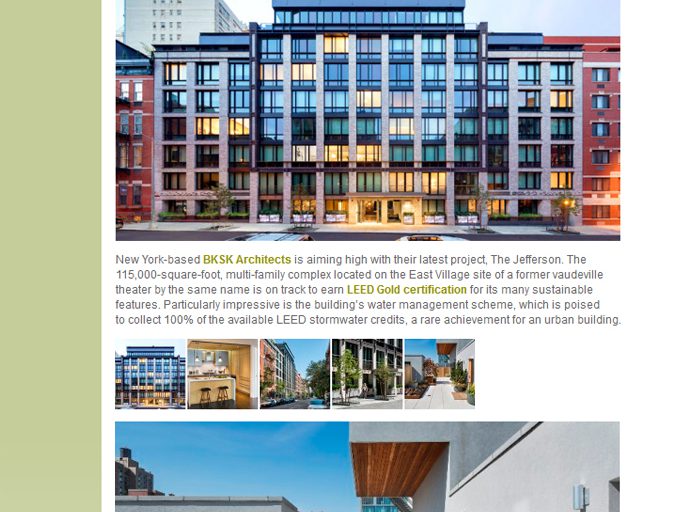 New York-based BKSK Architects is aiming high with their latest project, The Jefferson. The
115,000-square-foot, multi-family complex located on the East Village site of a former vaudeville
theater by the same name is on track to earn LEED Gold certification for its many sustainable
features. Particularly impressive is the building's water management scheme, which is poised
to collect 100% of the available LEED stormwater credits, a rare achievement for an urban building.